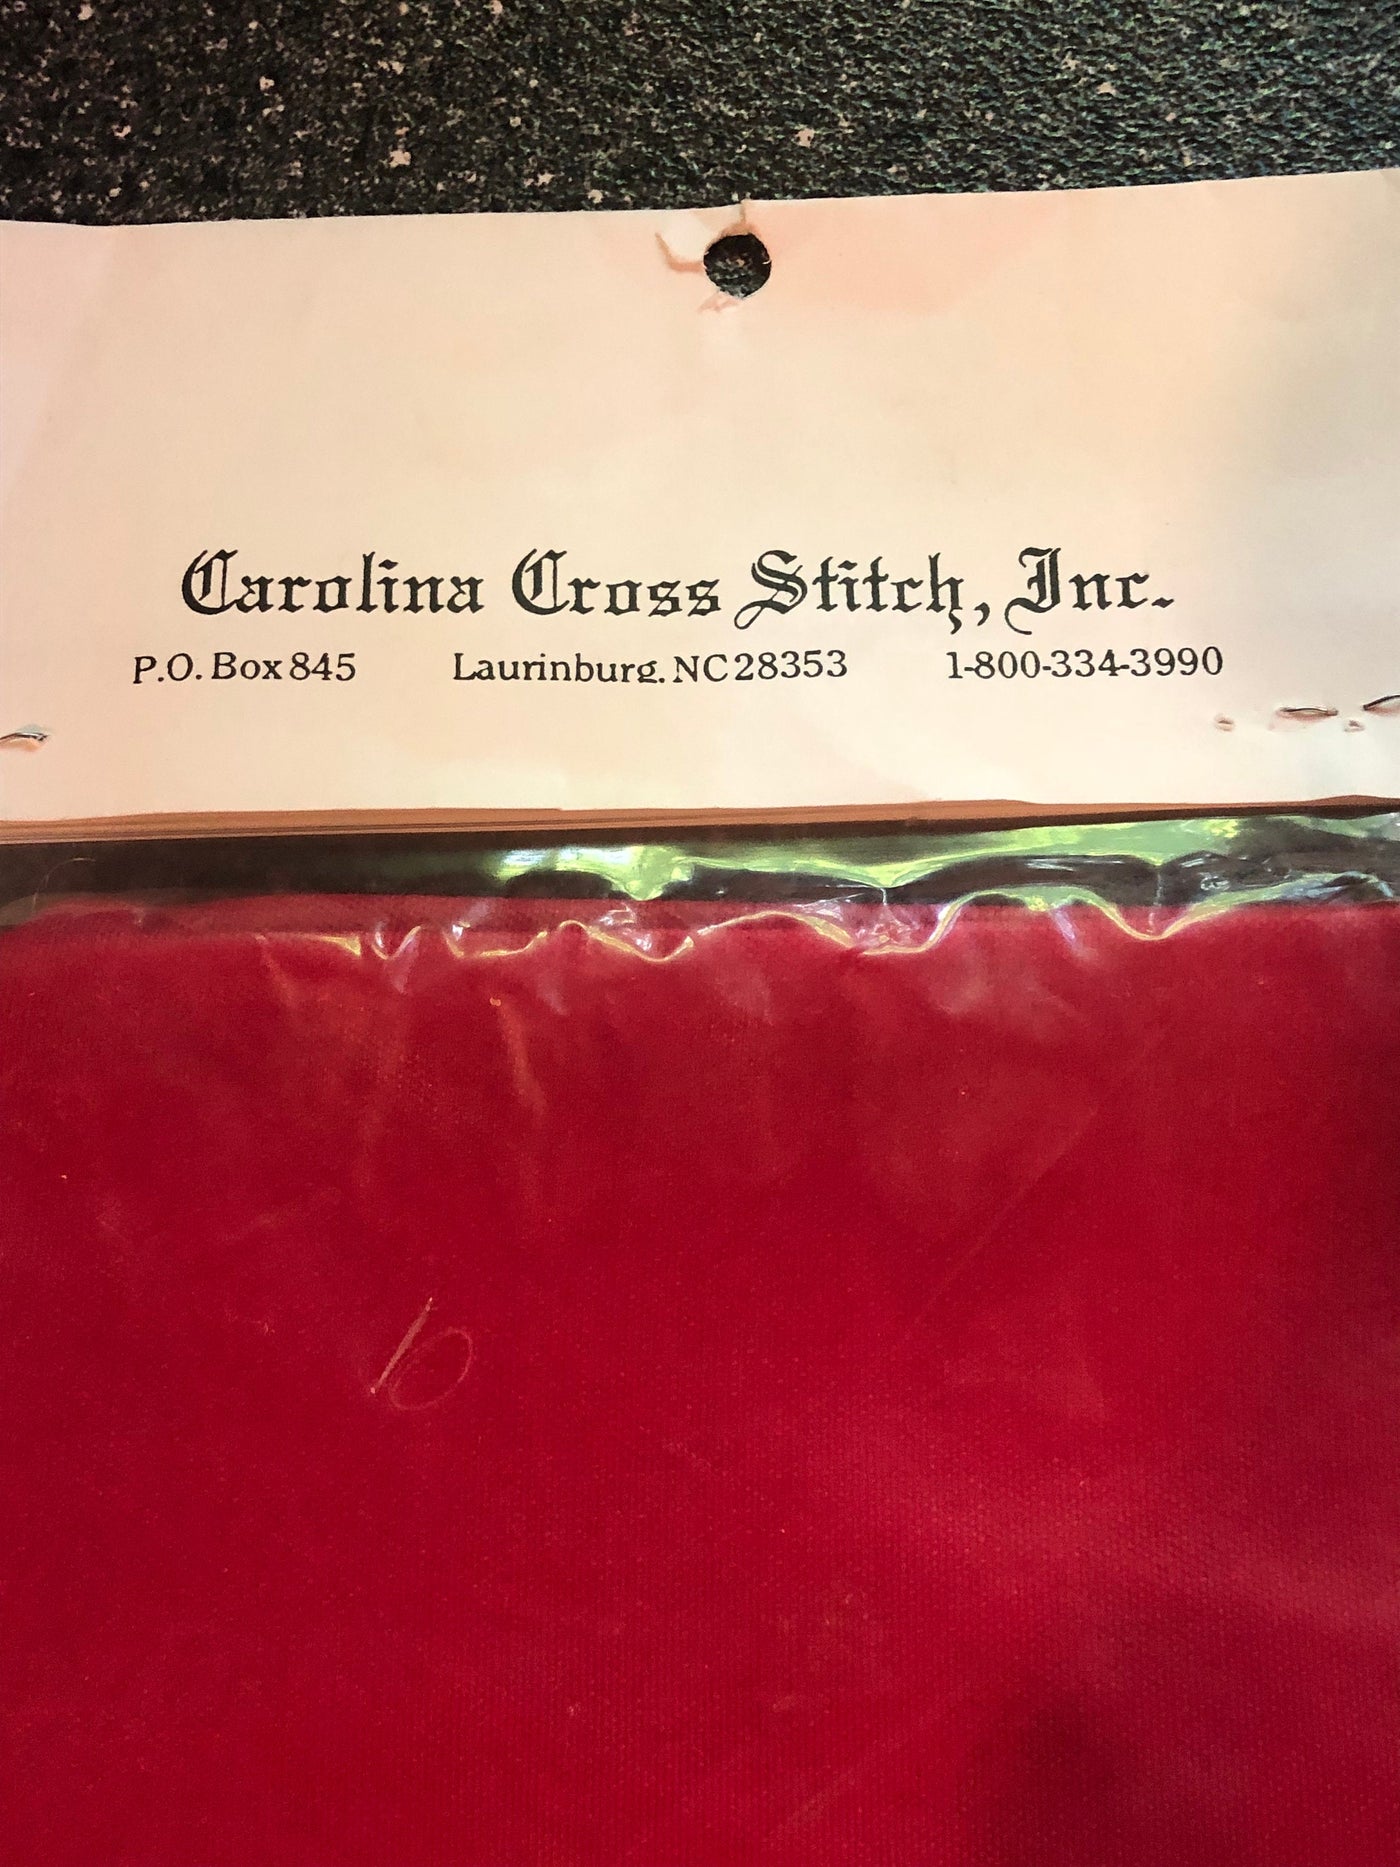 Carolina Cross Stitch, Inc.
P.O. Box 845 Laurinburg, NC 28353 1-800-334-3990